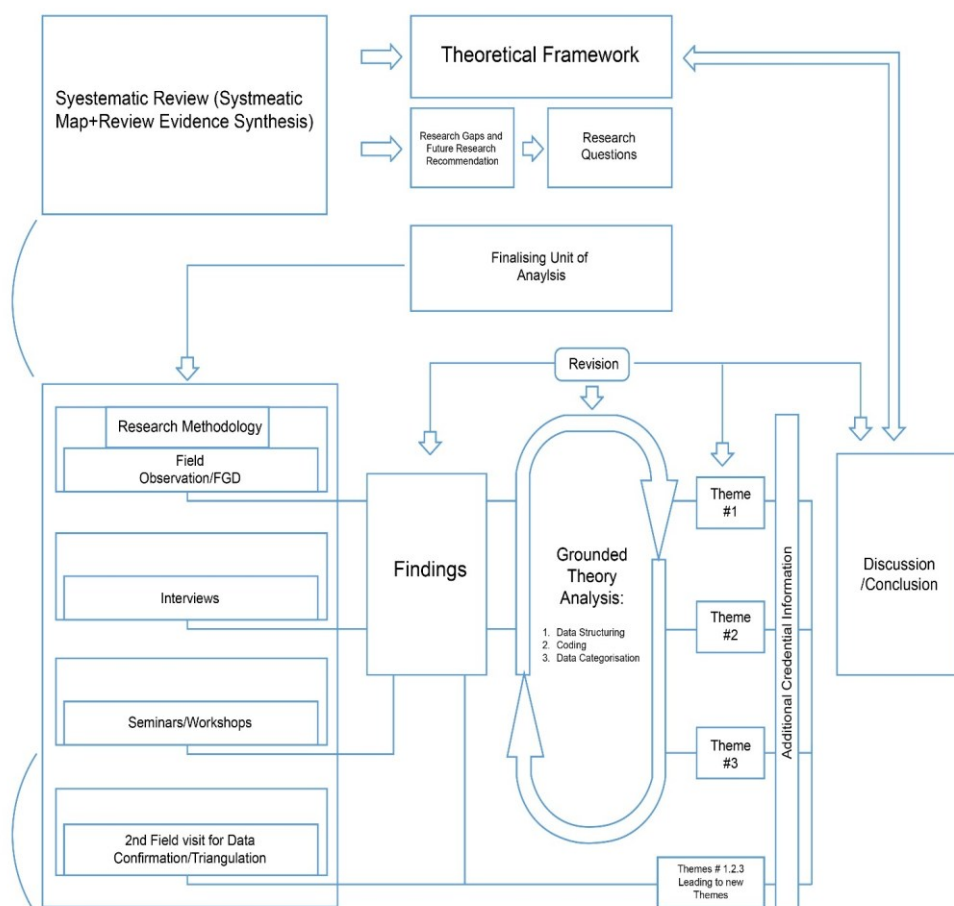 Theoretical Framework
Syestematic Review (Systmeatic
Map+Review Evidence Synthesis)
Research Gaps and
Future Research
Recommendation
Research
Questions
Finalising Unit of
Anaylsis
Revision
Research Methodology
Field
Observation/FGD
Interviews
Seminars/Workshops
2nd Field visit for Data
Confirmation/Triangulation
Findings
Grounded
Theory
Analysis:
1. Data Structuring
2. Coding
3. Data Categorisation
Theme
#1
Theme
#2
Theme
#3
Themes # 1.2.3
Leading to new
Themes
Additional Credential Information
Discussion
/Conclusion